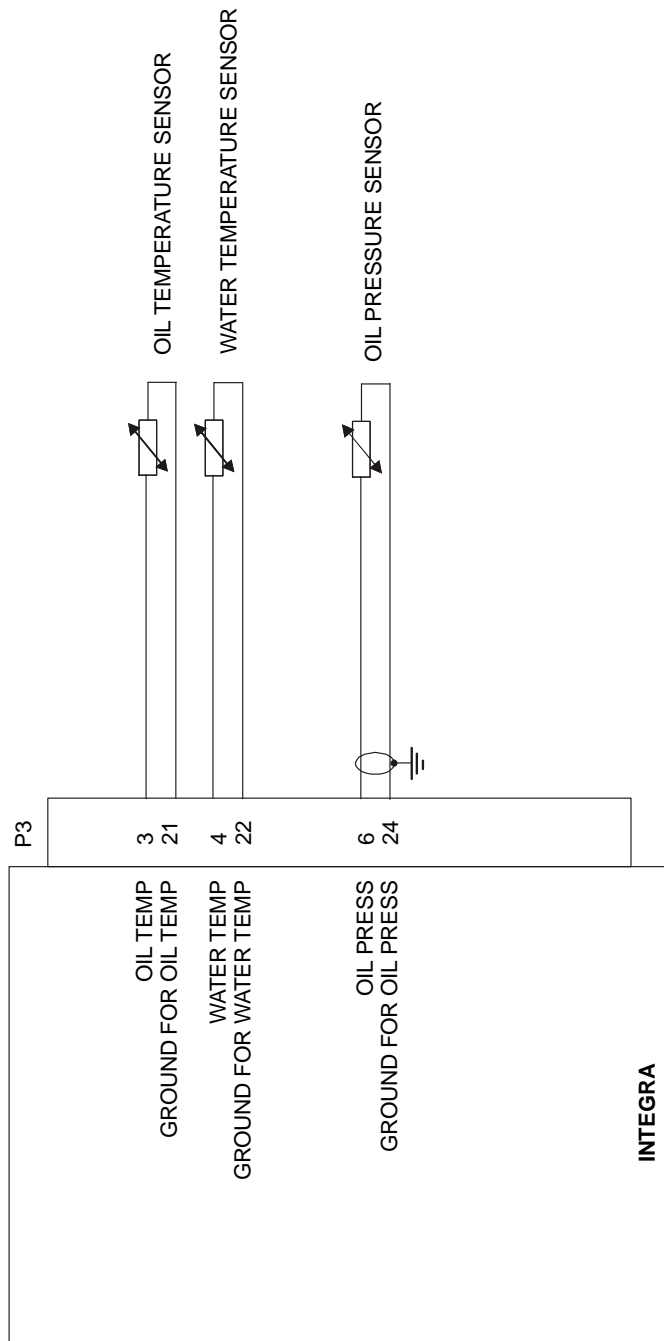 P3
OIL TEMP
3
OIL TEMPERATURE SENSOR
GROUND FOR OIL TEMP
21
WATER TEMP
4
WATER TEMPERATURE SENSOR
GROUND FOR WATER TEMP
22
OIL PRESS
6
OIL PRESSURE SENSOR
GROUND FOR OIL PRESS
24
INTEGRA